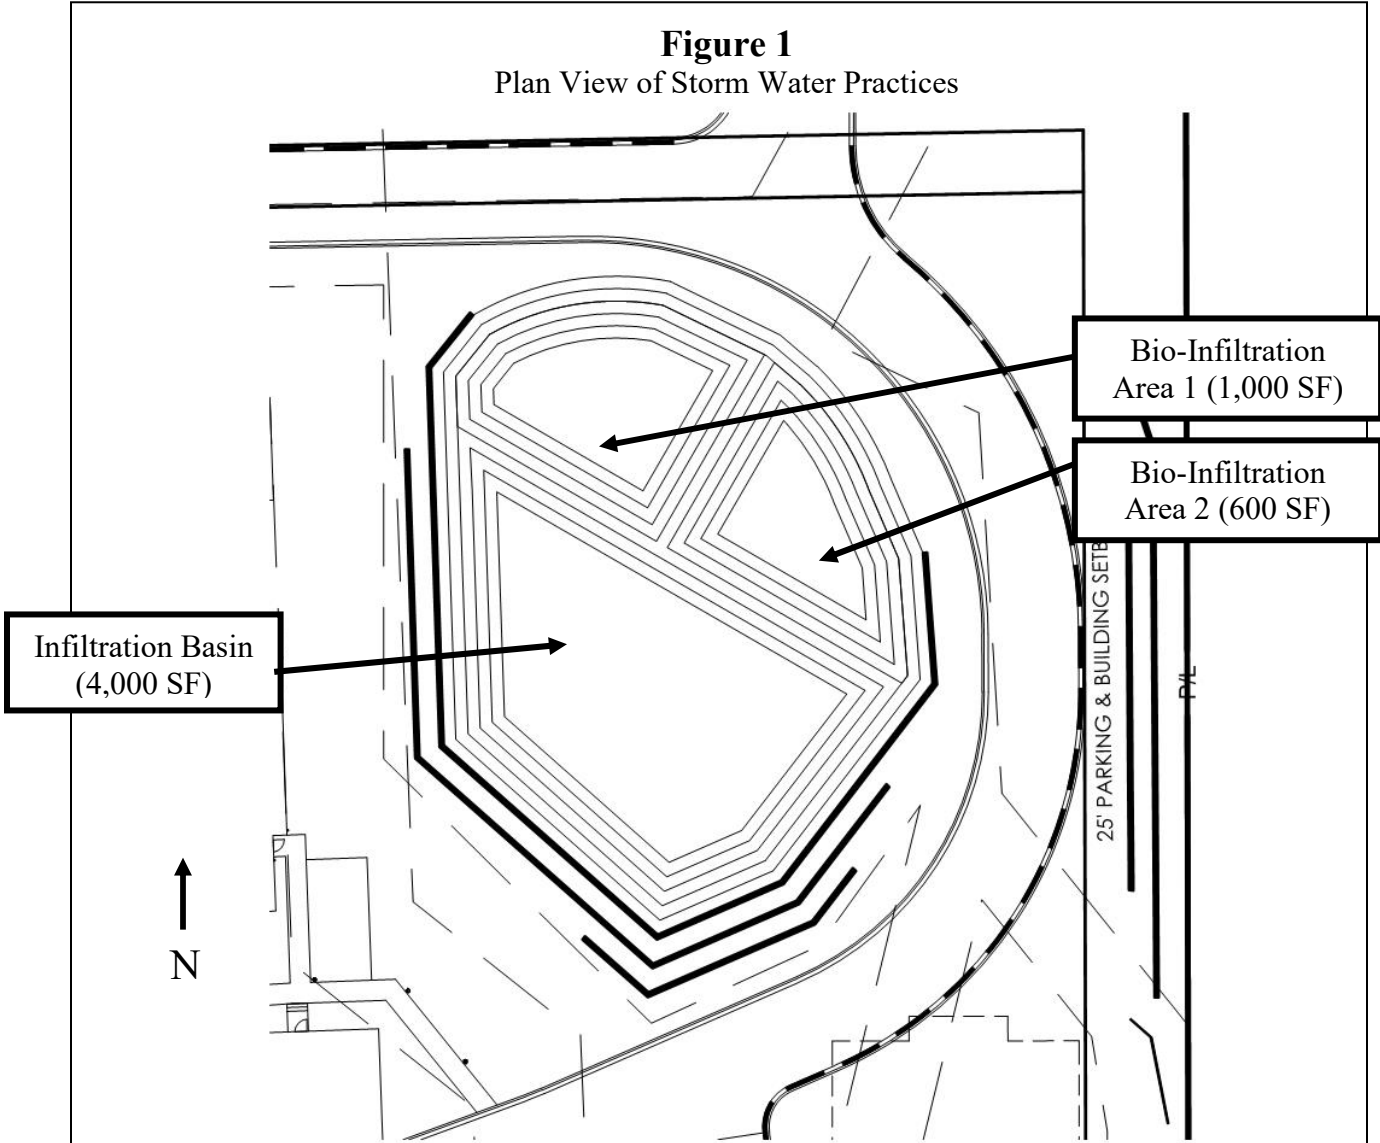 Figure 1
Plan View of Storm Water Practices
Bio-Infiltration
Area 1 (1,000 SF)
Bio-Infiltration
Area 2 (600 SF)
Infiltration Basin
(4,000 SF)
25' PARKING & BUILDING SETB
P/L
N